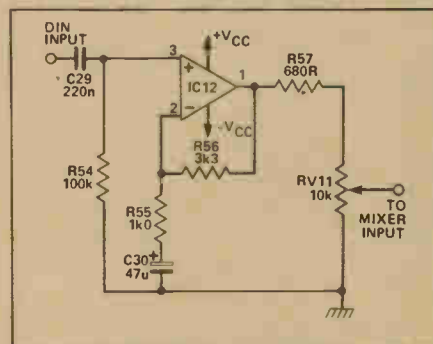 DIN
INPUT
C29
220n
3
+
+VCC
IC12
1
R57
680R
2
−
-VCC
R56
3k3
R54
100k
R55
1k0
+
C30
47u
RV11
10k
TO
MIXER
INPUT